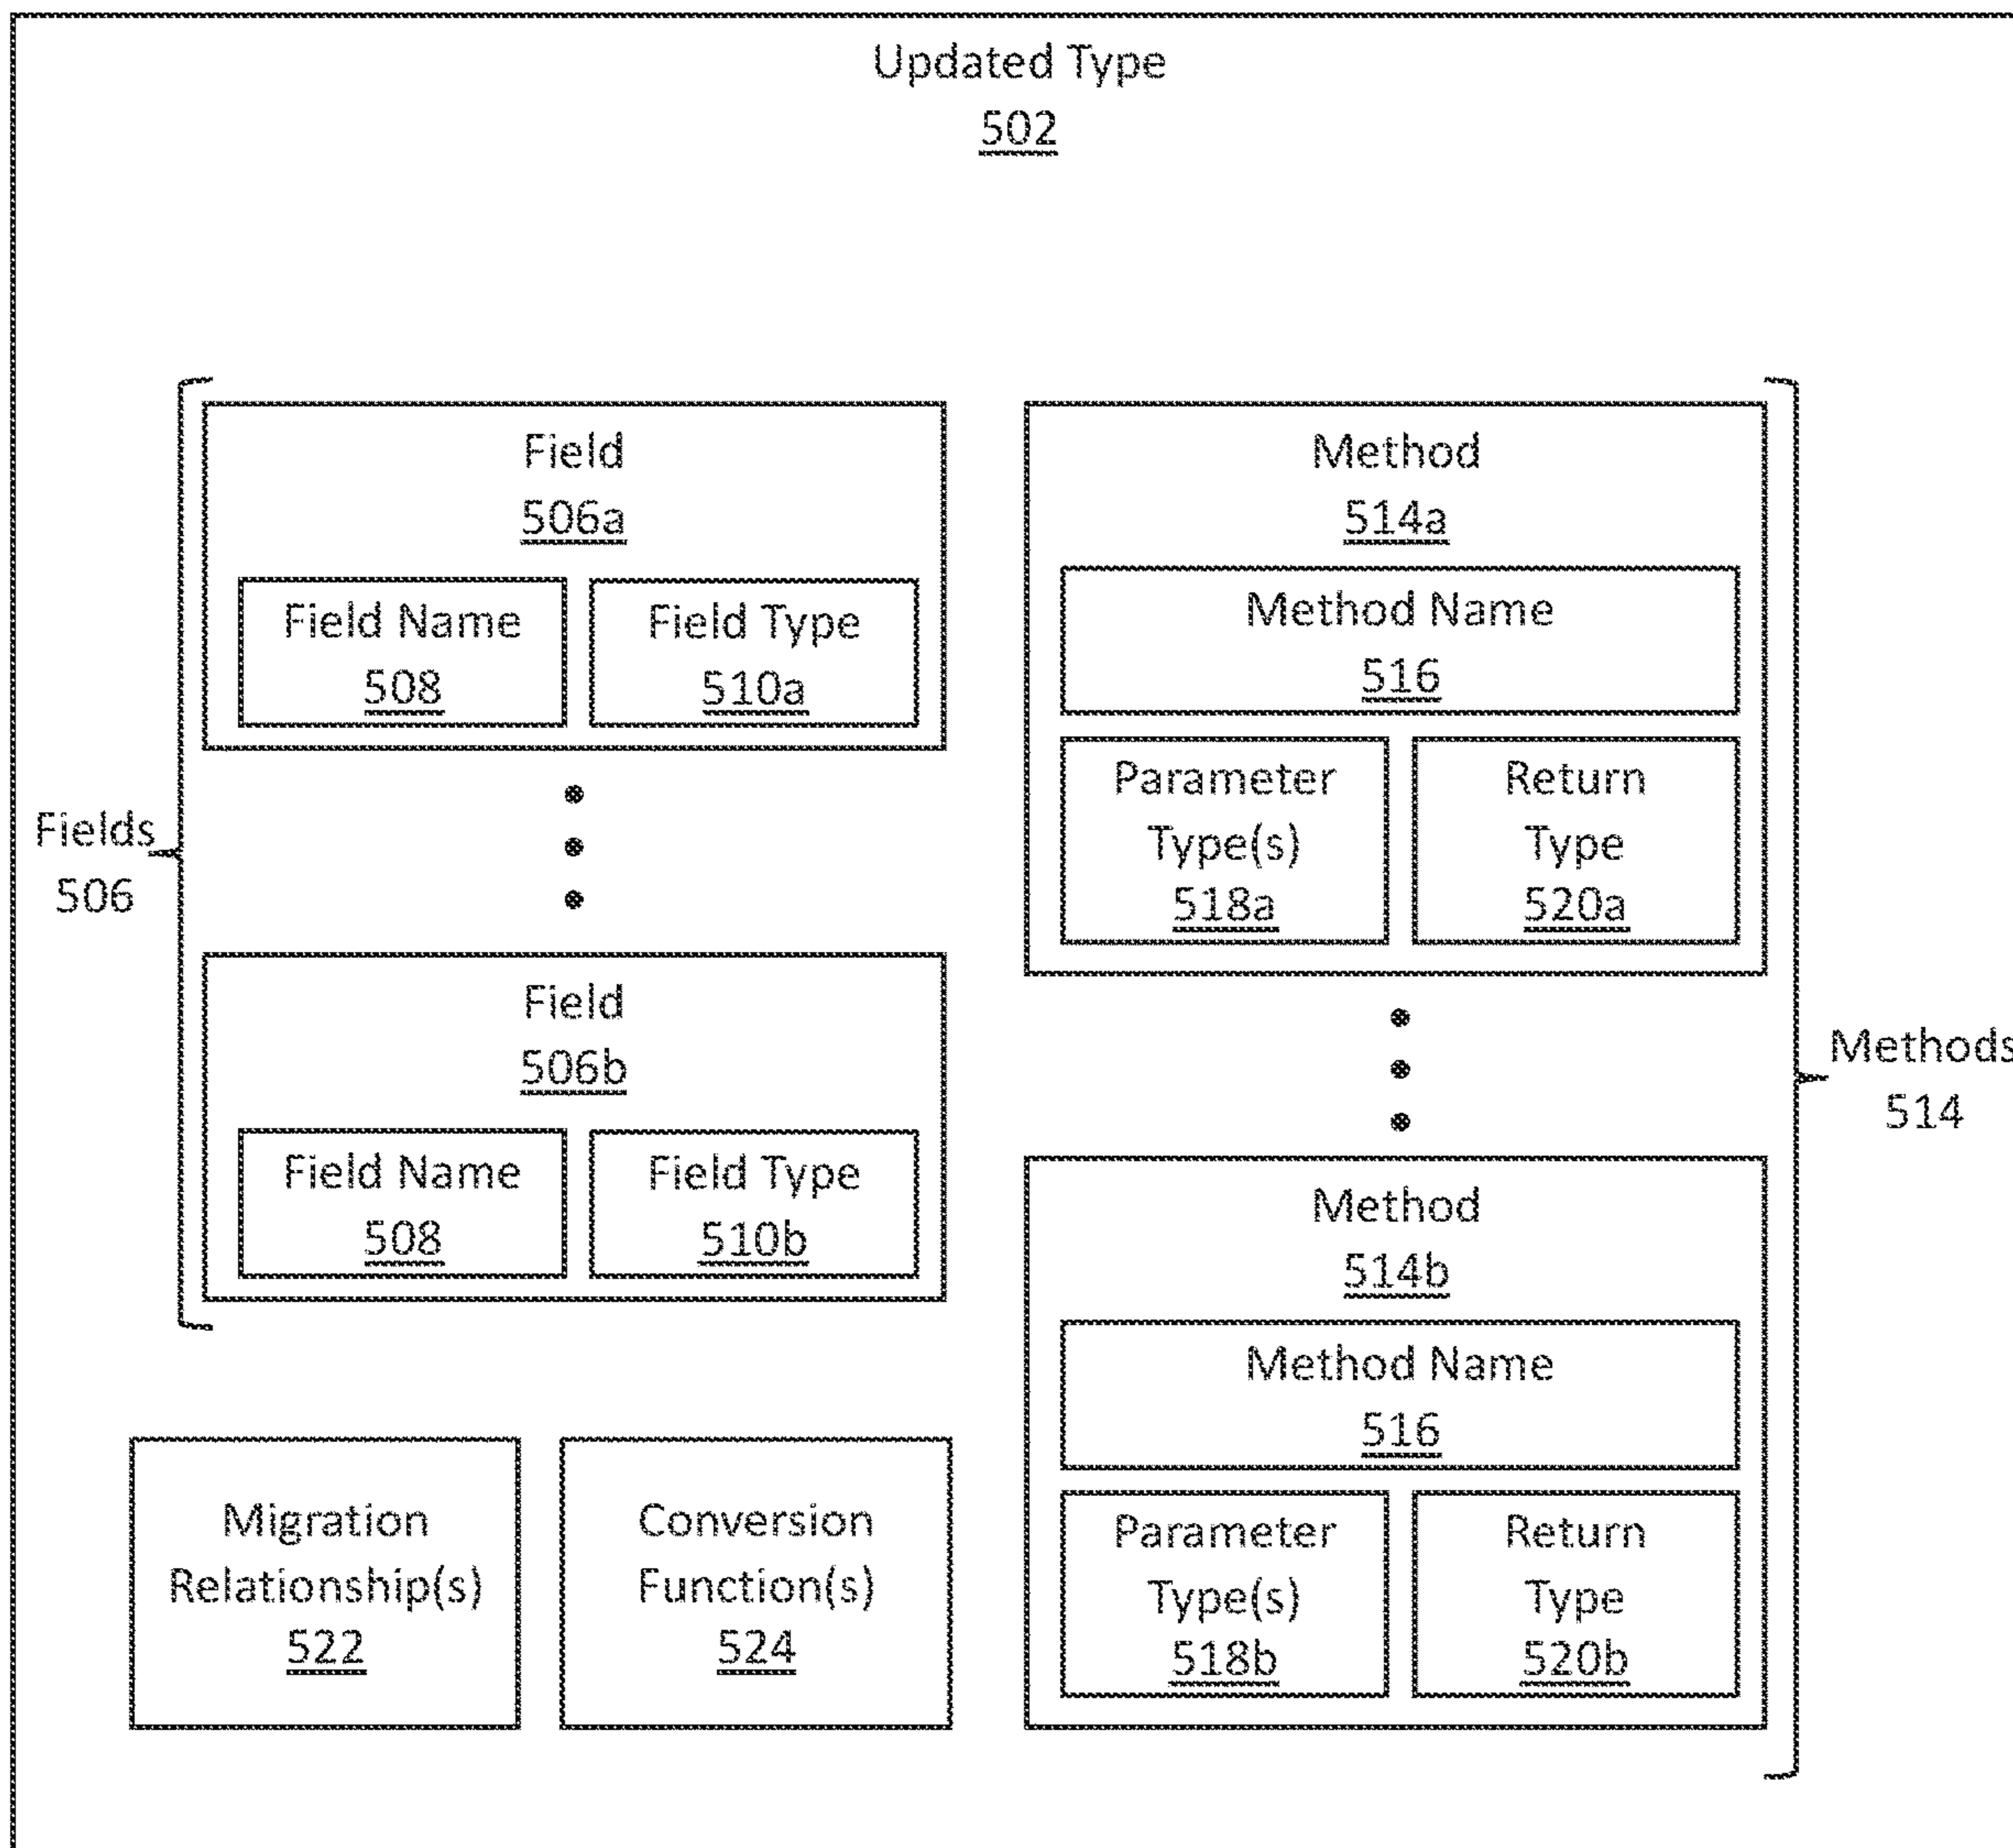 Updated Type
502
Fields
506
Field
506a
Field Name
508
Field Type
510a
Field
506b
Field Name
508
Field Type
510b
Migration
Relationship(s)
522
Conversion
Function(s)
524
Method
514a
Method Name
516
Parameter
Type(s)
518a
Return
Type
520a
Method
514b
Method Name
516
Parameter
Type(s)
518b
Return
Type
520b
Methods
514